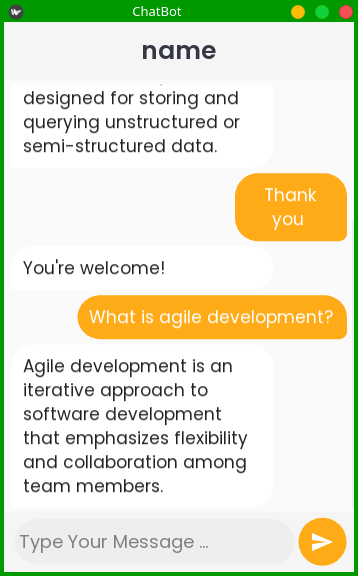 ChatBot
name
designed for storing and
querying unstructured or
semi-structured data.
Thank
you
You're welcome!
What is agile development?
Agile development is an
iterative approach to
software development
that emphasizes flexibility
and collaboration among
team members.
Type Your Message ...